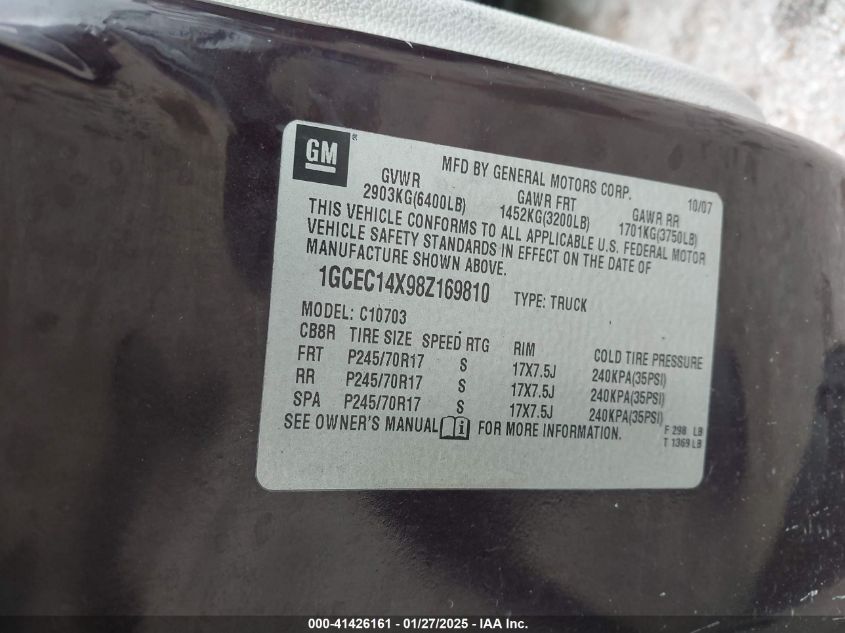 GM ®
MFD BY GENERAL MOTORS CORP. 10/07
GVWR GAWR FRT GAWR RR
2903KG(6400LB) 1452KG(3200LB) 1701KG(3750LB)
THIS VEHICLE CONFORMS TO ALL APPLICABLE U.S. FEDERAL MOTOR
VEHICLE SAFETY STANDARDS IN EFFECT ON THE DATE OF
MANUFACTURE SHOWN ABOVE.
1GCEC14X98Z169810 TYPE: TRUCK
MODEL: C10703
CB8R TIRE SIZE SPEED RTG RIM COLD TIRE PRESSURE
FRT P245/70R17 S 17X7.5J 240KPA(35PSI)
RR P245/70R17 S 17X7.5J 240KPA(35PSI)
SPA P245/70R17 S 17X7.5J 240KPA(35PSI)
SEE OWNER'S MANUAL FOR MORE INFORMATION.
F 298 LB
T 1369 LB
000-41426161 — 01/27/2025 - IAA Inc.